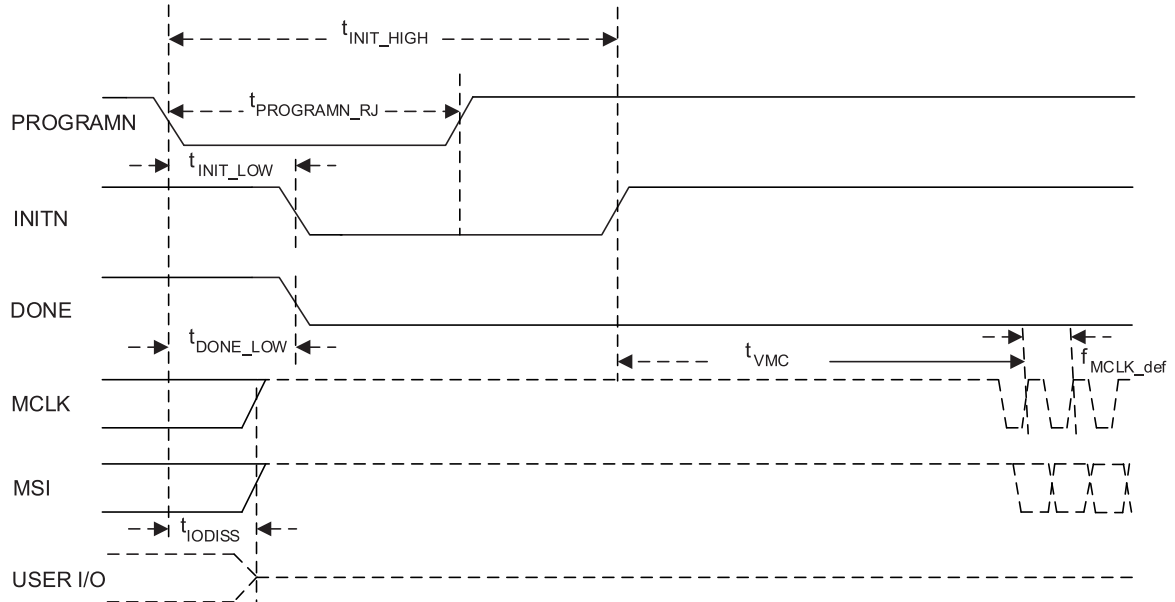 tINIT_HIGH
tPROGRAMN_RJ
PROGRAMN
tINIT_LOW
INITN
DONE
tDONE_LOW
tVMC
fMCLK_def
MCLK
MSI
tIODISS
USER I/O